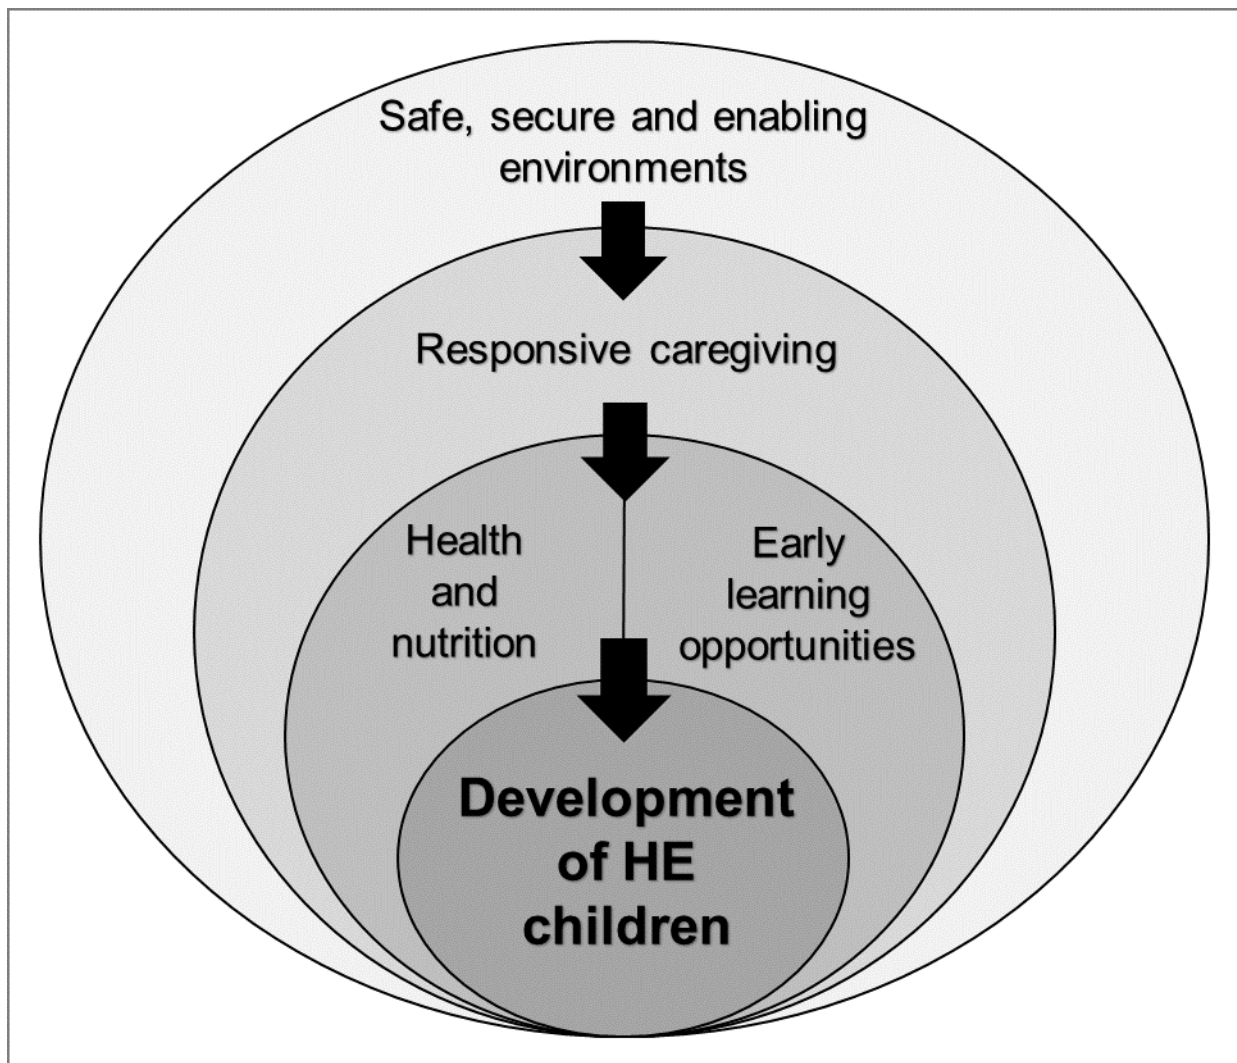 Safe, secure and enabling
environments
Responsive caregiving
Health
and
nutrition
Early
learning
opportunities
Development
of HE
children